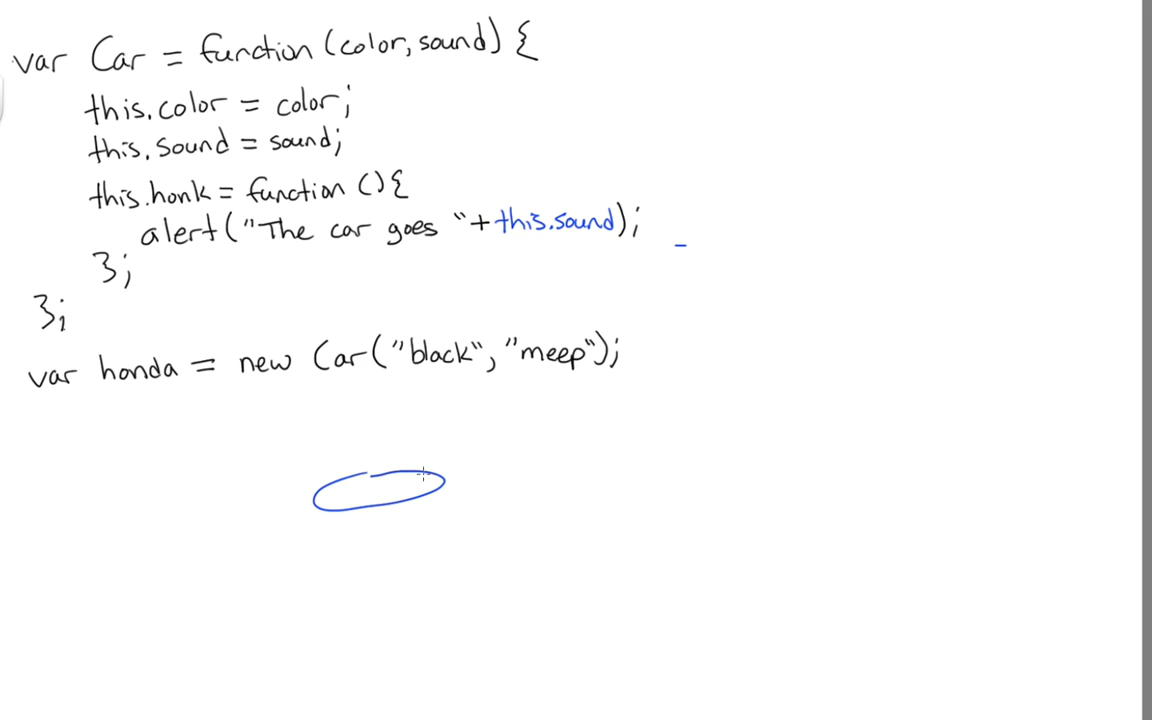 var Car = function (color, sound) {
this.color = color;
this.sound = sound;
this.honk = function () {
alert("The car goes "+this.sound);
};
};
var honda = new Car("black", "meep");